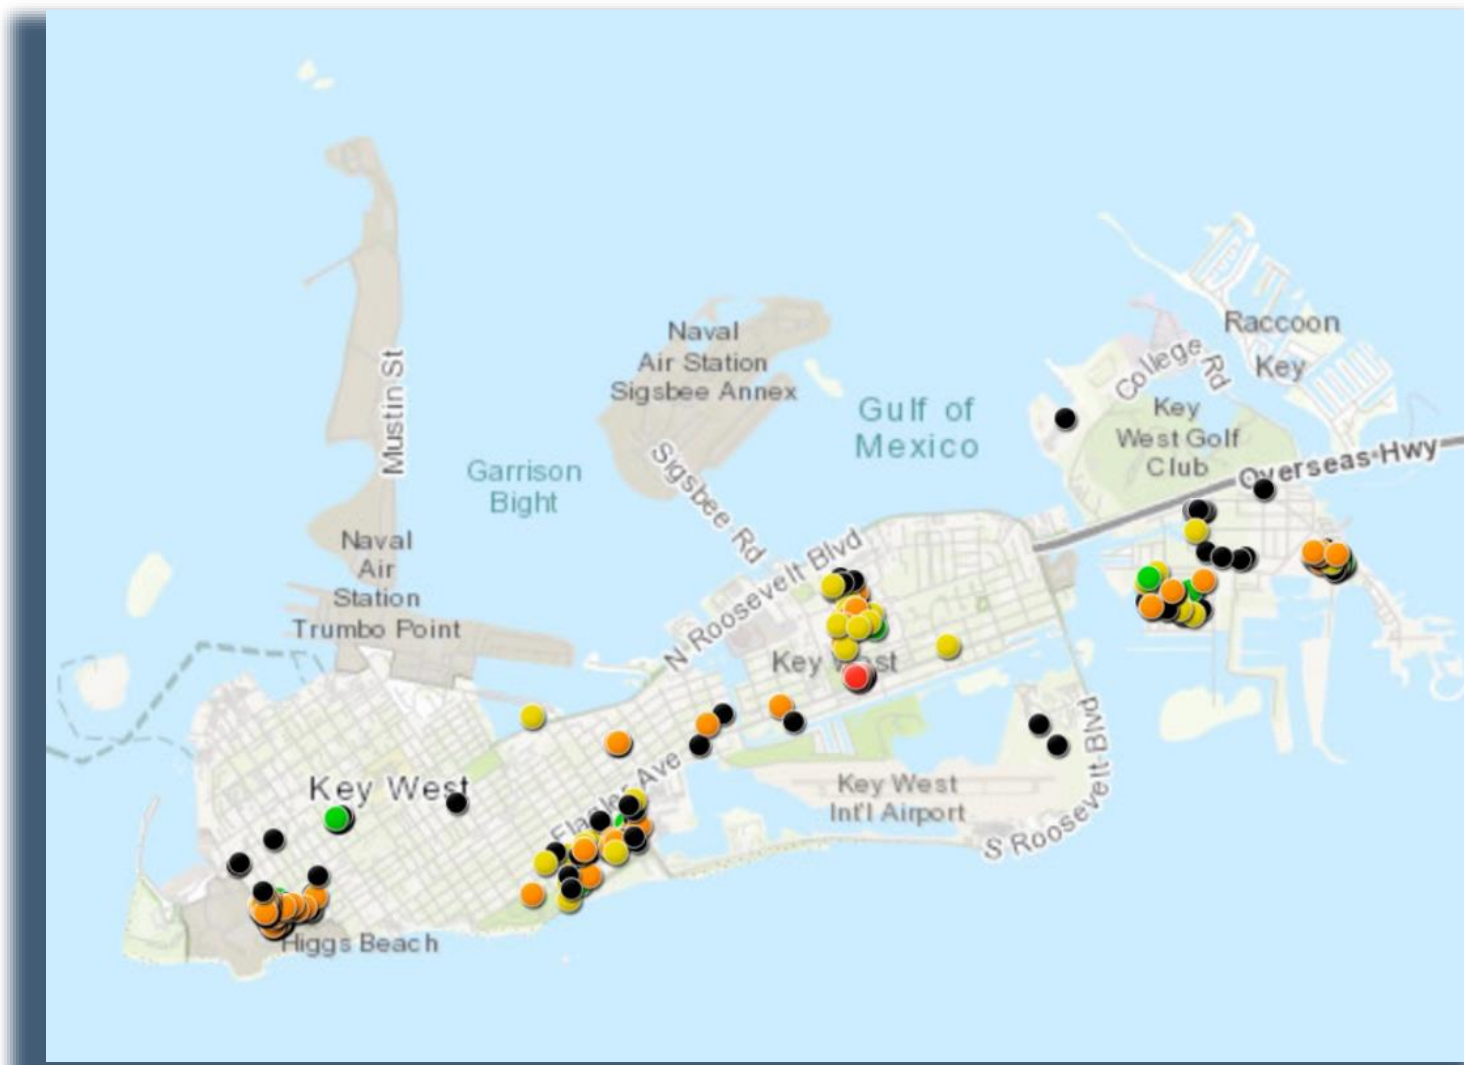 Naval
Air Station
Sigsbee Annex
Raccoon
Key
College Rd
Mustin St
Gulf of
Mexico
Key
West Golf
Club
Garrison
Bight
Sigsbee Rd
Overseas Hwy
Naval
Air
Station
Trumbo Point
N Roosevelt Blvd
Key West
Key West
Flagler Ave
Key West
Int'l Airport
S Roosevelt Blvd
Higgs Beach